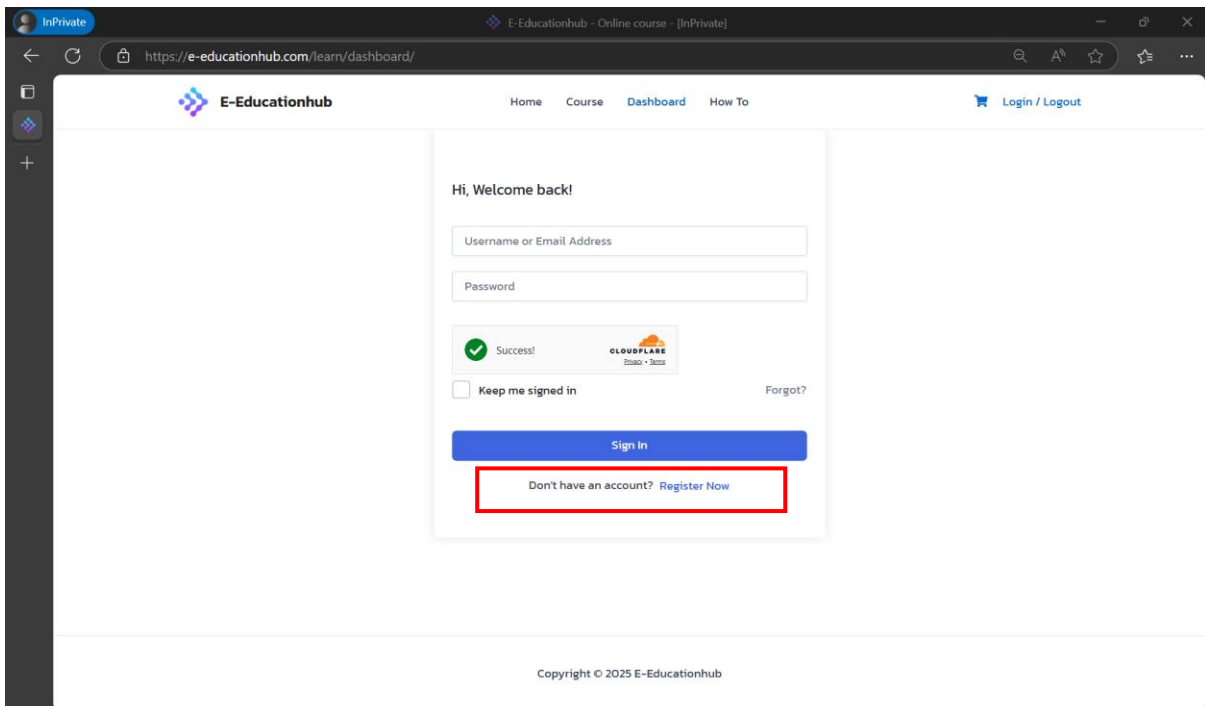 InPrivate
E-Educationhub - Online course - [InPrivate]
https://e-educationhub.com/learn/dashboard/
E-Educationhub
Home Course Dashboard How To
Login / Logout
Hi, Welcome back!
Username or Email Address
Password
Success!
CLOUDFLARE
Privacy • Terms
Keep me signed in
Forgot?
Sign In
Don't have an account? Register Now
Copyright © 2025 E-Educationhub